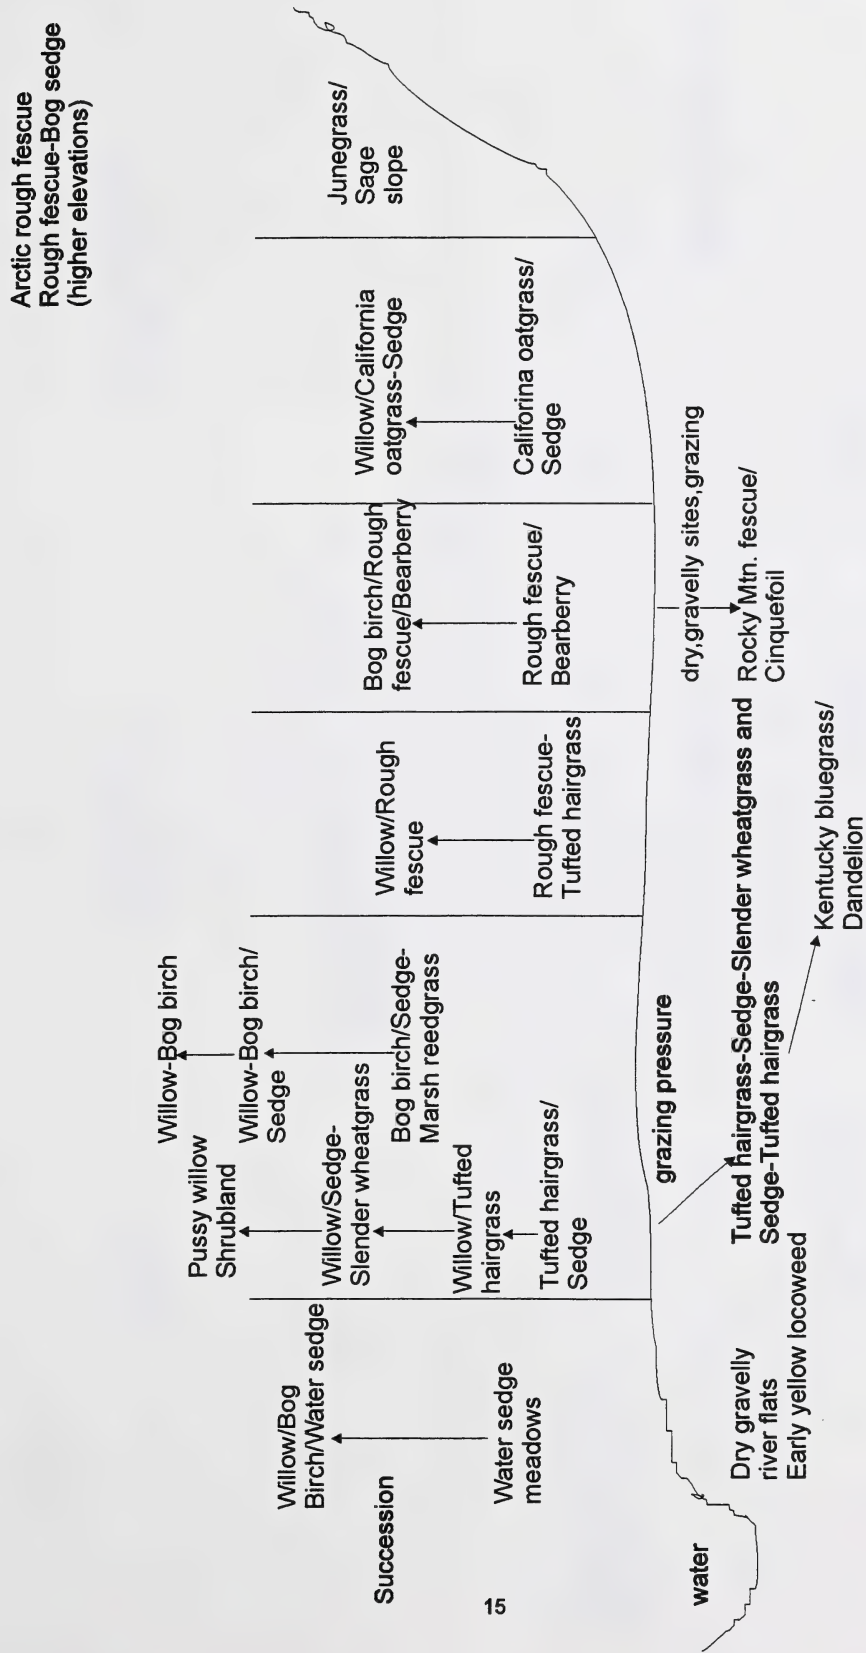 Arctic rough fescue
Rough fescue-Bog sedge
(higher elevations)
Willow-Bog birch
Pussy willow
Shrubland
Willow-Bog birch/
Sedge
Willow/Bog
Birch/Water sedge
Willow/Sedge-
Slender wheatgrass
Bog birch/Sedge-
Marsh reedgrass
Willow/Rough
fescue
Bog birch/Rough
fescue/Bearberry
Willow/California
oatgrass-Sedge
Junegrass/
Sage
slope
Succession
Willow/Tufted
hairgrass
Water sedge
meadows
Tufted hairgrass/
Sedge
Rough fescue-
Tufted hairgrass
Rough fescue/
Bearberry
Califorina oatgrass/
Sedge
15
water
grazing pressure
dry,gravelly sites,grazing
Dry gravelly
river flats
Early yellow locoweed
Tufted hairgrass-Sedge-Slender wheatgrass and
Sedge-Tufted hairgrass
Rocky Mtn. fescue/
Cinquefoil
Kentucky bluegrass/
Dandelion